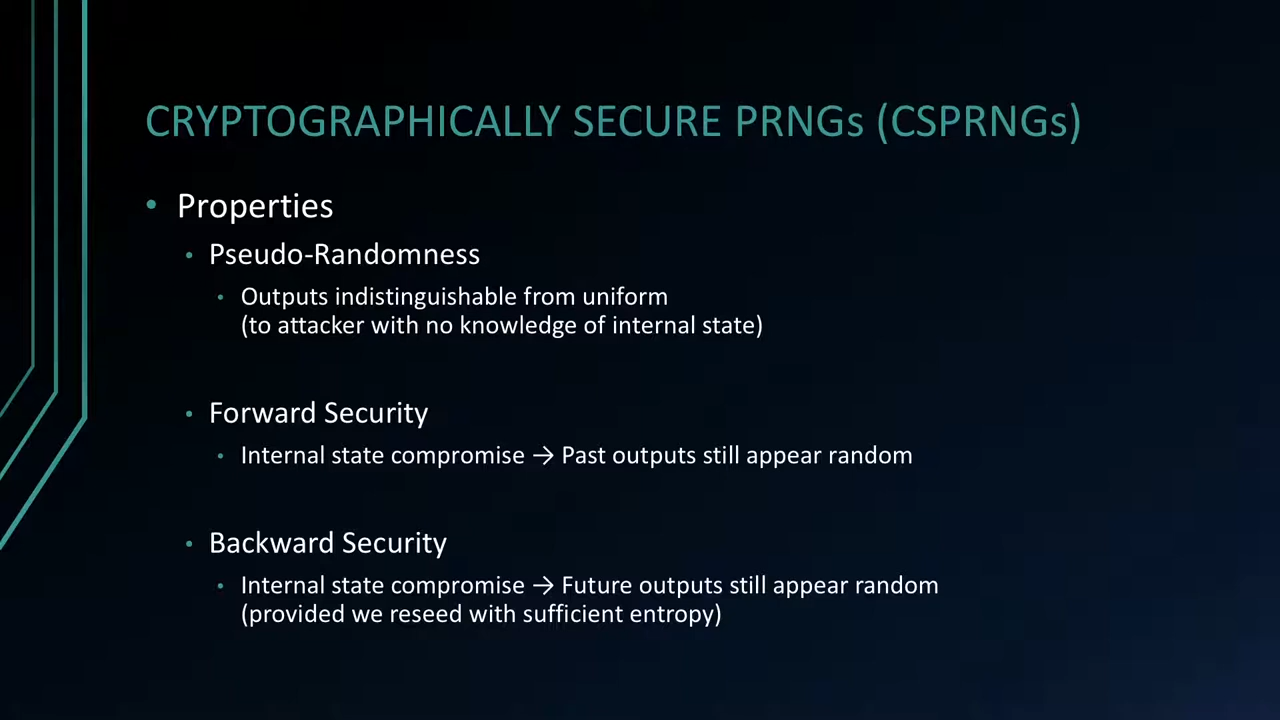 CRYPTOGRAPHICALLY SECURE PRNGs (CSPRNGs)
• Properties
• Pseudo-Randomness
• Outputs indistinguishable from uniform
(to attacker with no knowledge of internal state)
• Forward Security
• Internal state compromise → Past outputs still appear random
• Backward Security
• Internal state compromise → Future outputs still appear random
(provided we reseed with sufficient entropy)